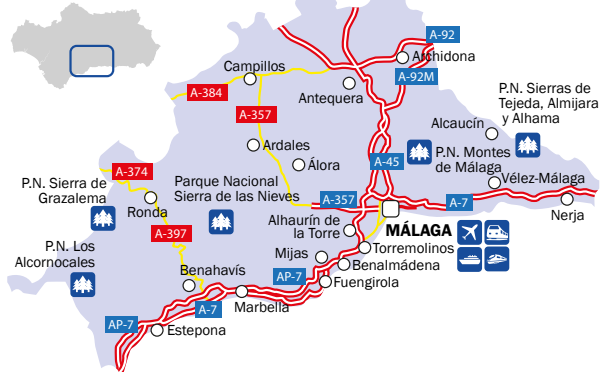 A-92
Archidona
Campillos
A-92M
A-384
Antequera
P.N. Sierras de
Tejeda, Almijara
y Alhama
A-357
Alcaucín
Ardales
P.N. Montes
de Málaga
A-45
Álora
A-374
P.N. Sierra de
Grazalema
Parque Nacional
Sierra de las Nieves
Vélez-Málaga
A-357
A-7
Ronda
Nerja
Alhaurín de
la Torre
MÁLAGA
A-397
P.N. Los
Alcornocales
Mijas
Torremolinos
Benalmádena
Benahavís
AP-7
Fuengirola
Marbella
A-7
AP-7
Estepona